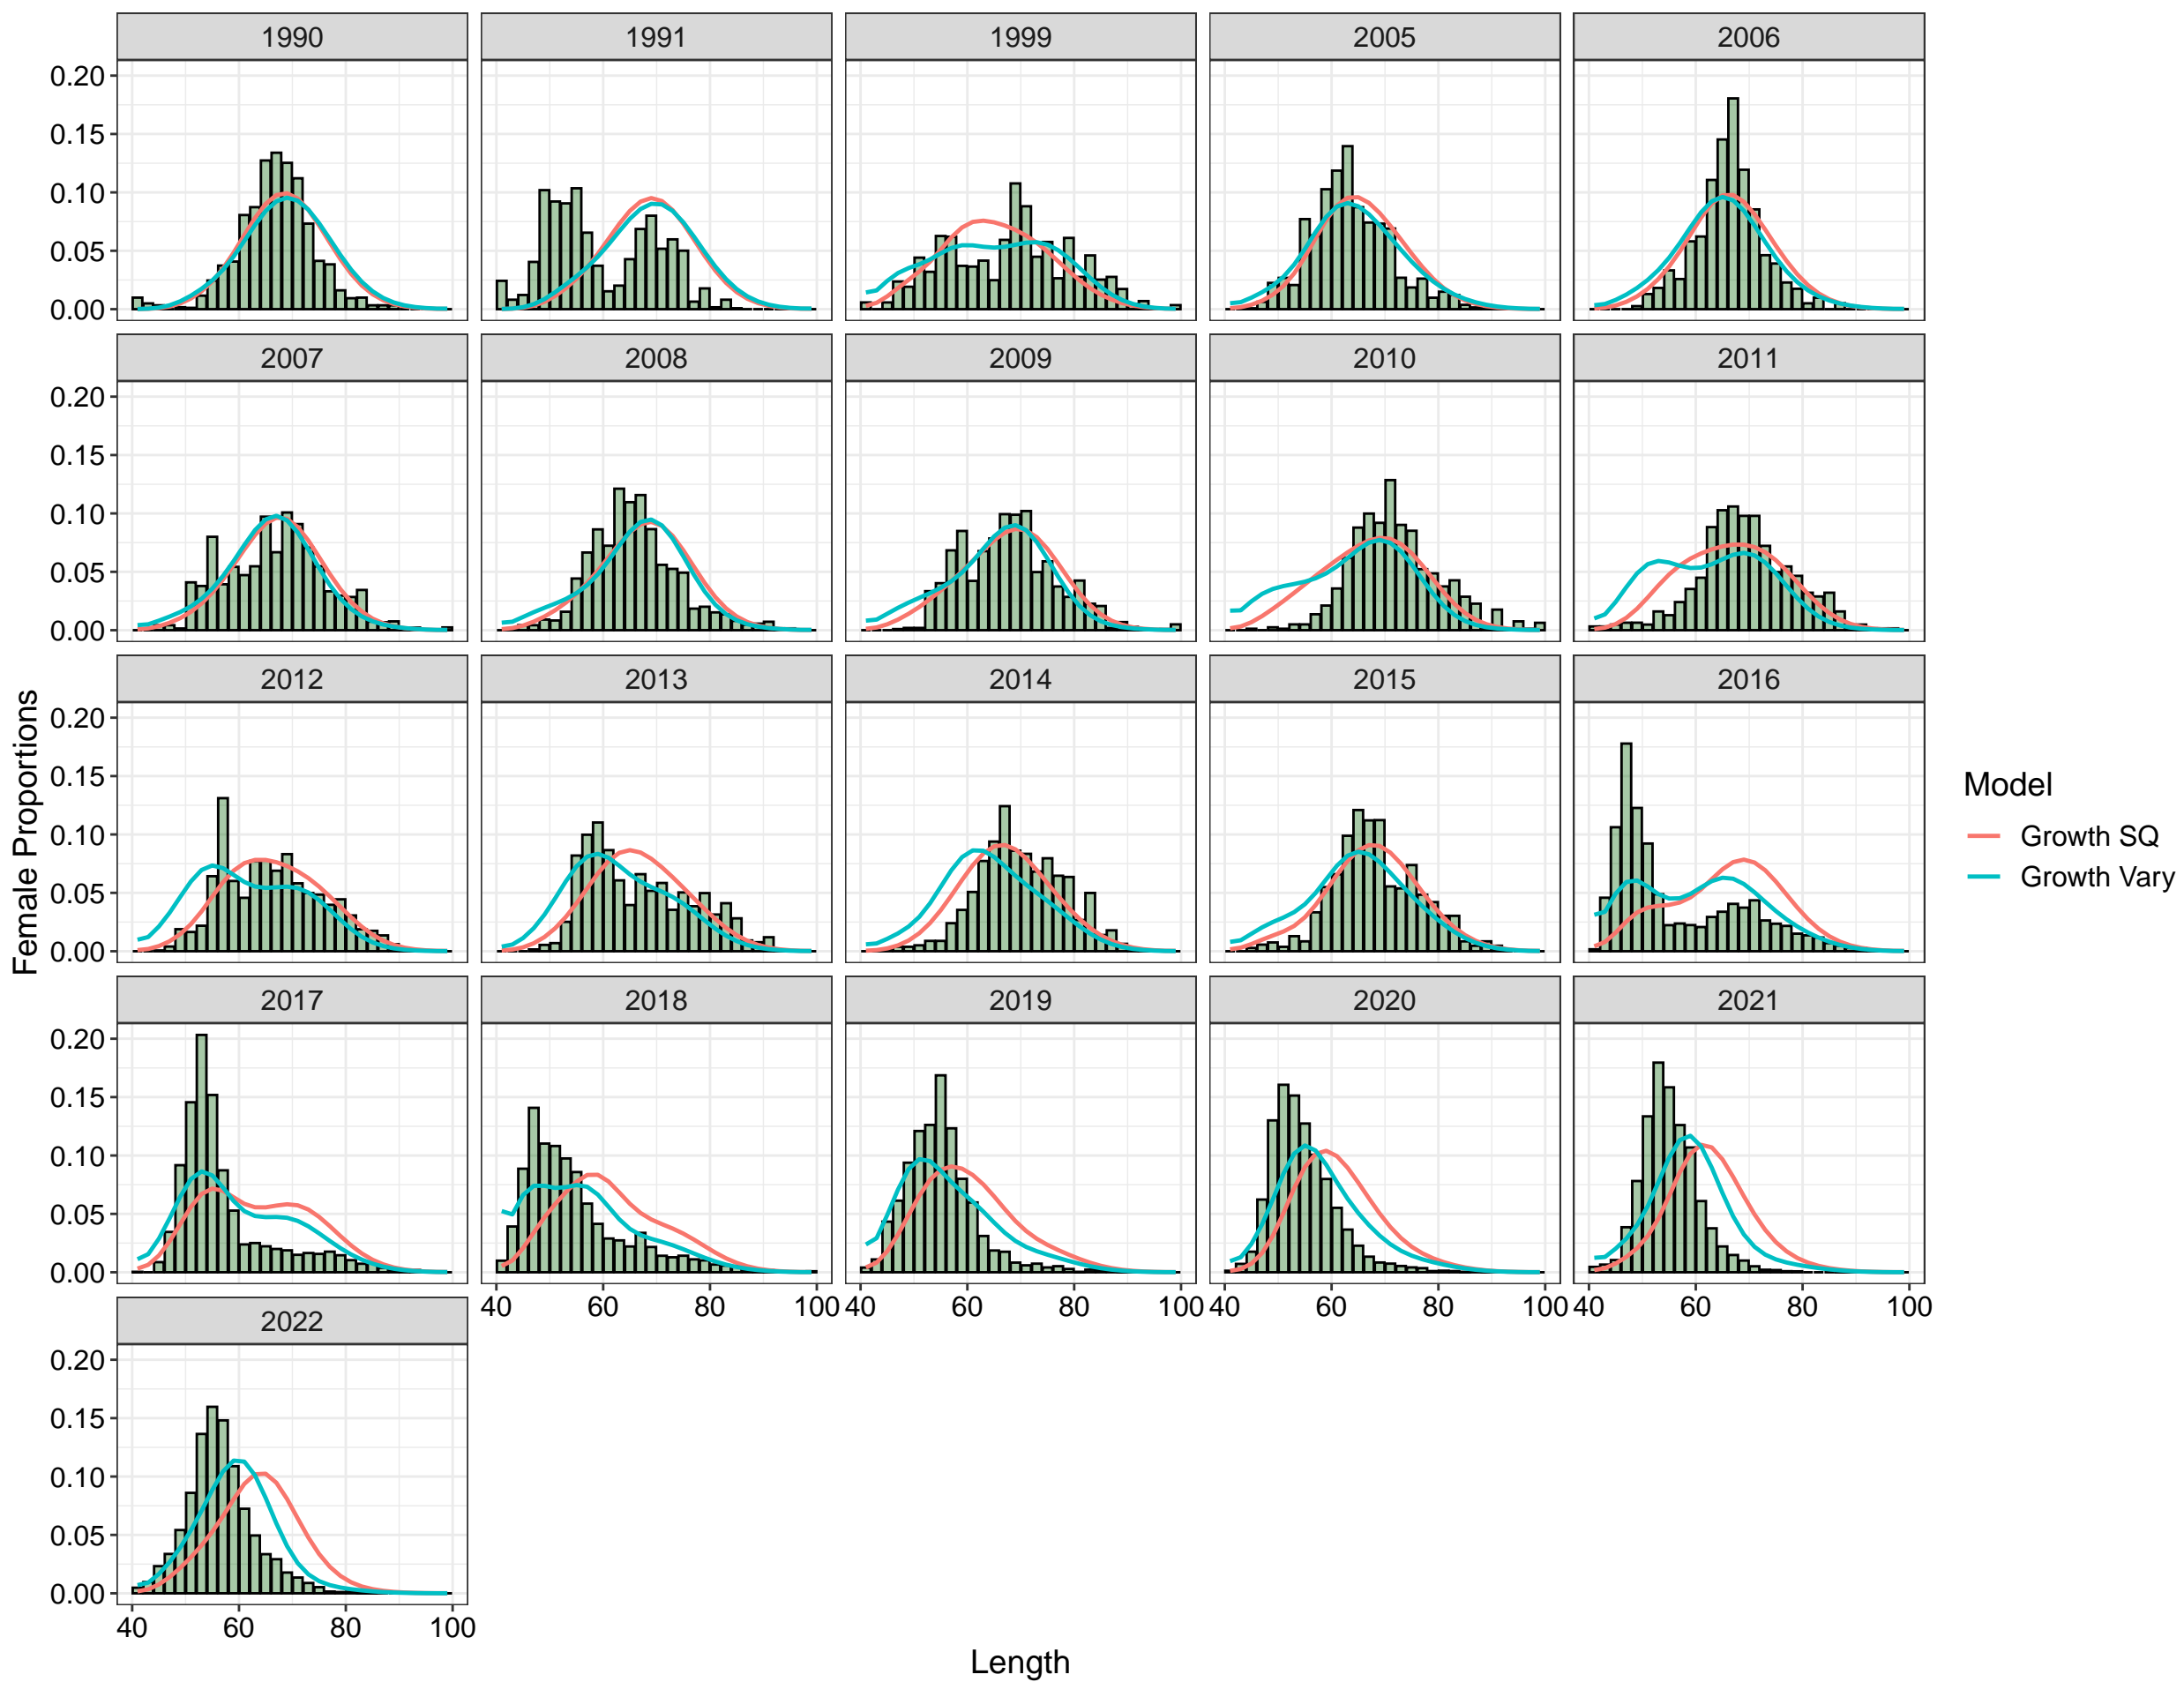 1990 1991 1999 2005 2006
0.20
0.15
0.10
0.05
0.00
2007 2008 2009 2010 2011
0.20
0.15
0.10
0.05
0.00
2012 2013 2014 2015 2016
0.20
0.15
0.10
0.05
0.00
Female Proportions
2017 2018 2019 2020 2021
0.20
0.15
0.10
0.05
0.00
40 60 80 100 40 60 80 100 40 60 80 100 40 60 80 100
2022
0.20
0.15
0.10
0.05
0.00
40 60 80 100
Length
Model
Growth SQ
Growth Vary